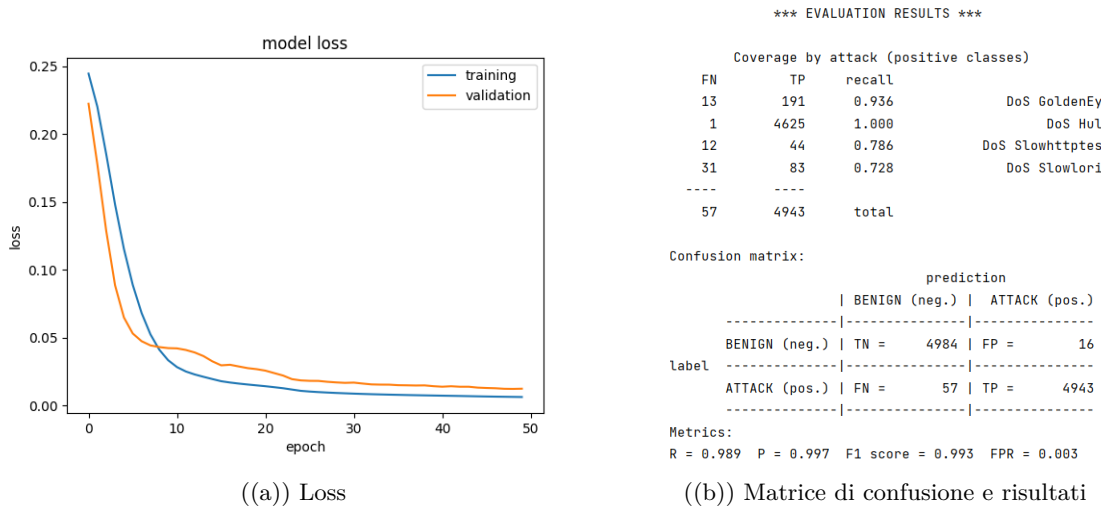 model loss
0.25
0.20
0.15
0.10
0.05
0.00
loss
training
validation
0 10 20 30 40 50
epoch
((a)) Loss
*** EVALUATION RESULTS ***
Coverage by attack (positive classes)
FN TP recall
13 191 0.936 DoS GoldenEy
1 4625 1.000 DoS Hul
12 44 0.786 DoS Slowhttptes
31 83 0.728 DoS Slowlori
---- ----
57 4943 total
Confusion matrix:
prediction
| BENIGN (neg.) | ATTACK (pos.)
--------------|---------------|---------------
BENIGN (neg.) | TN = 4984 | FP = 16
label --------------|---------------|---------------
ATTACK (pos.) | FN = 57 | TP = 4943
--------------|---------------|---------------
Metrics:
R = 0.989 P = 0.997 F1 score = 0.993 FPR = 0.003
((b)) Matrice di confusione e risultati